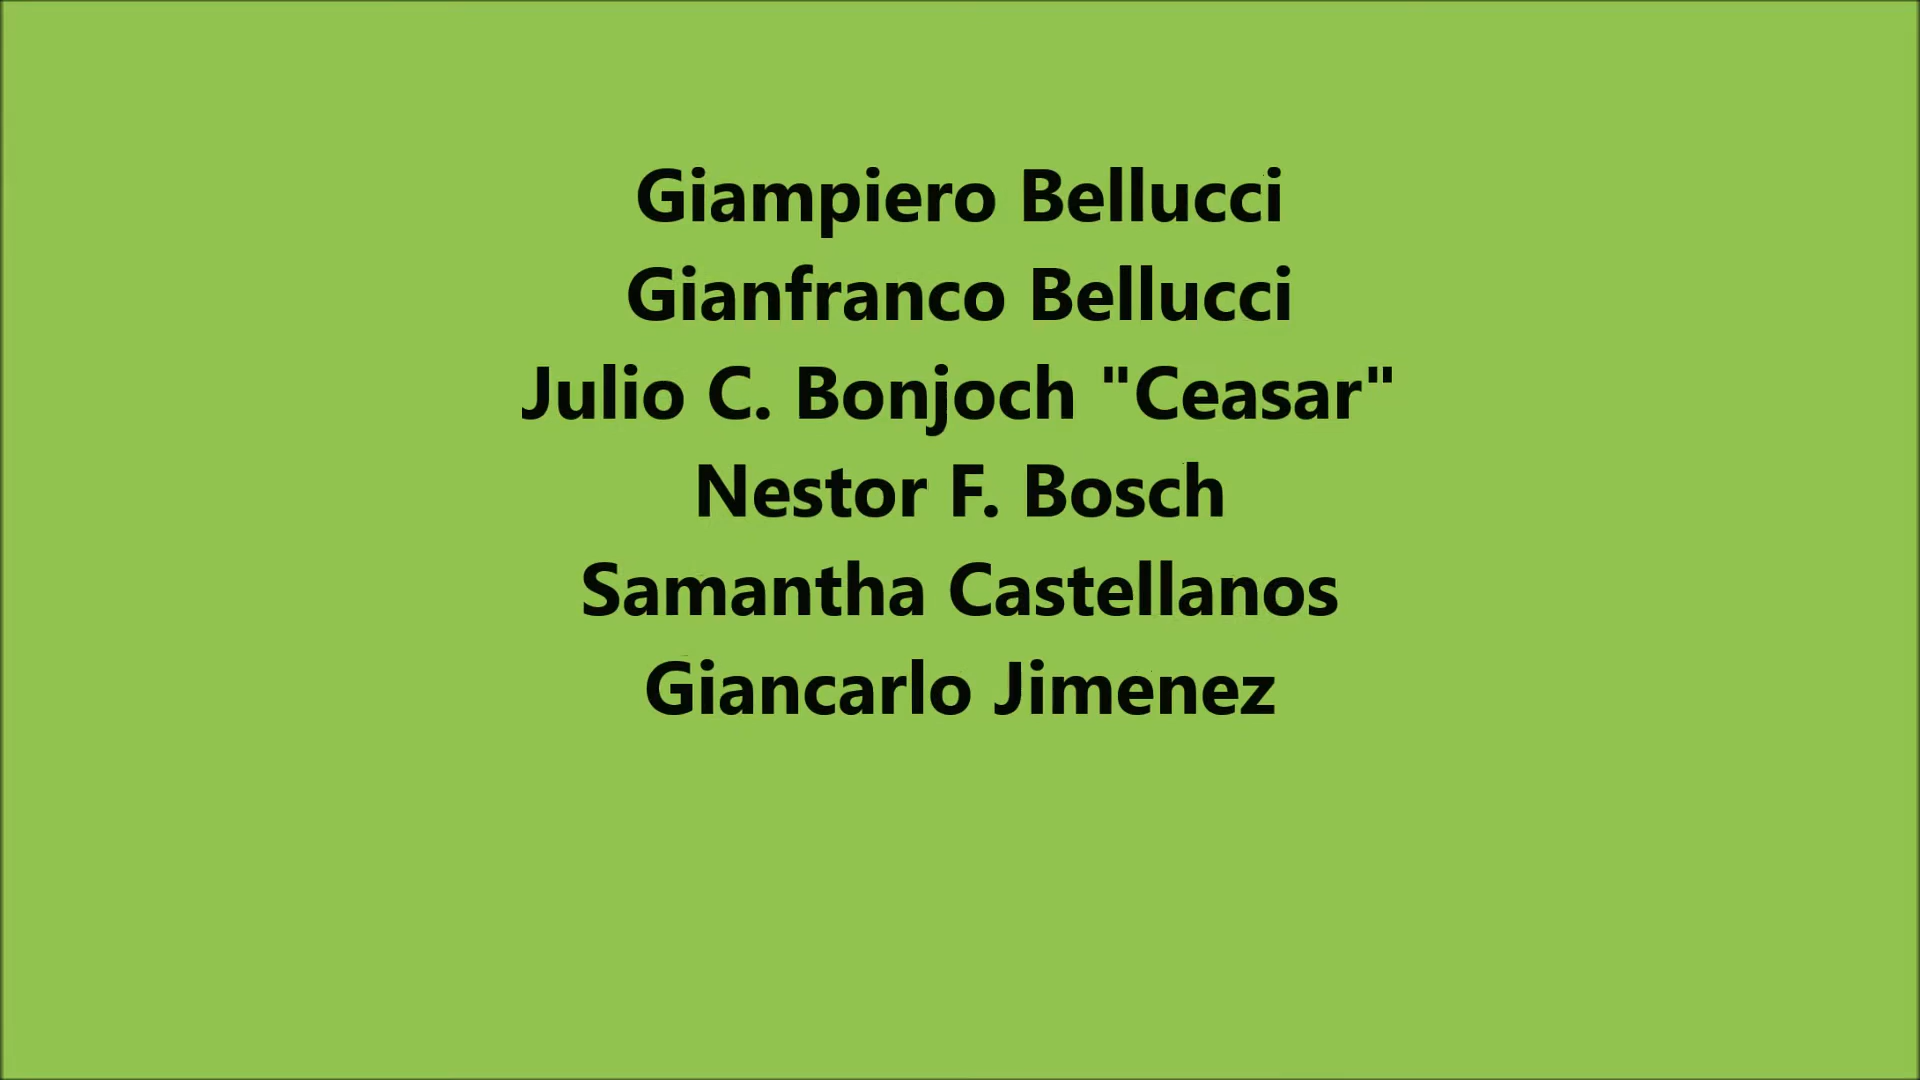 Giampiero Bellucci
Gianfranco Bellucci
Julio C. Bonjoch "Ceasar"
Nestor F. Bosch
Samantha Castellanos
Giancarlo Jimenez